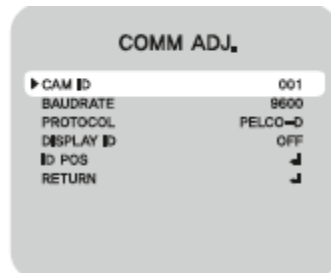 COMM ADJ.
▶CAM ID 001
BAUDRATE 9600
PROTOCOL PELCO-D
DISPLAY ID OFF
ID POS ↲
RETURN ↲